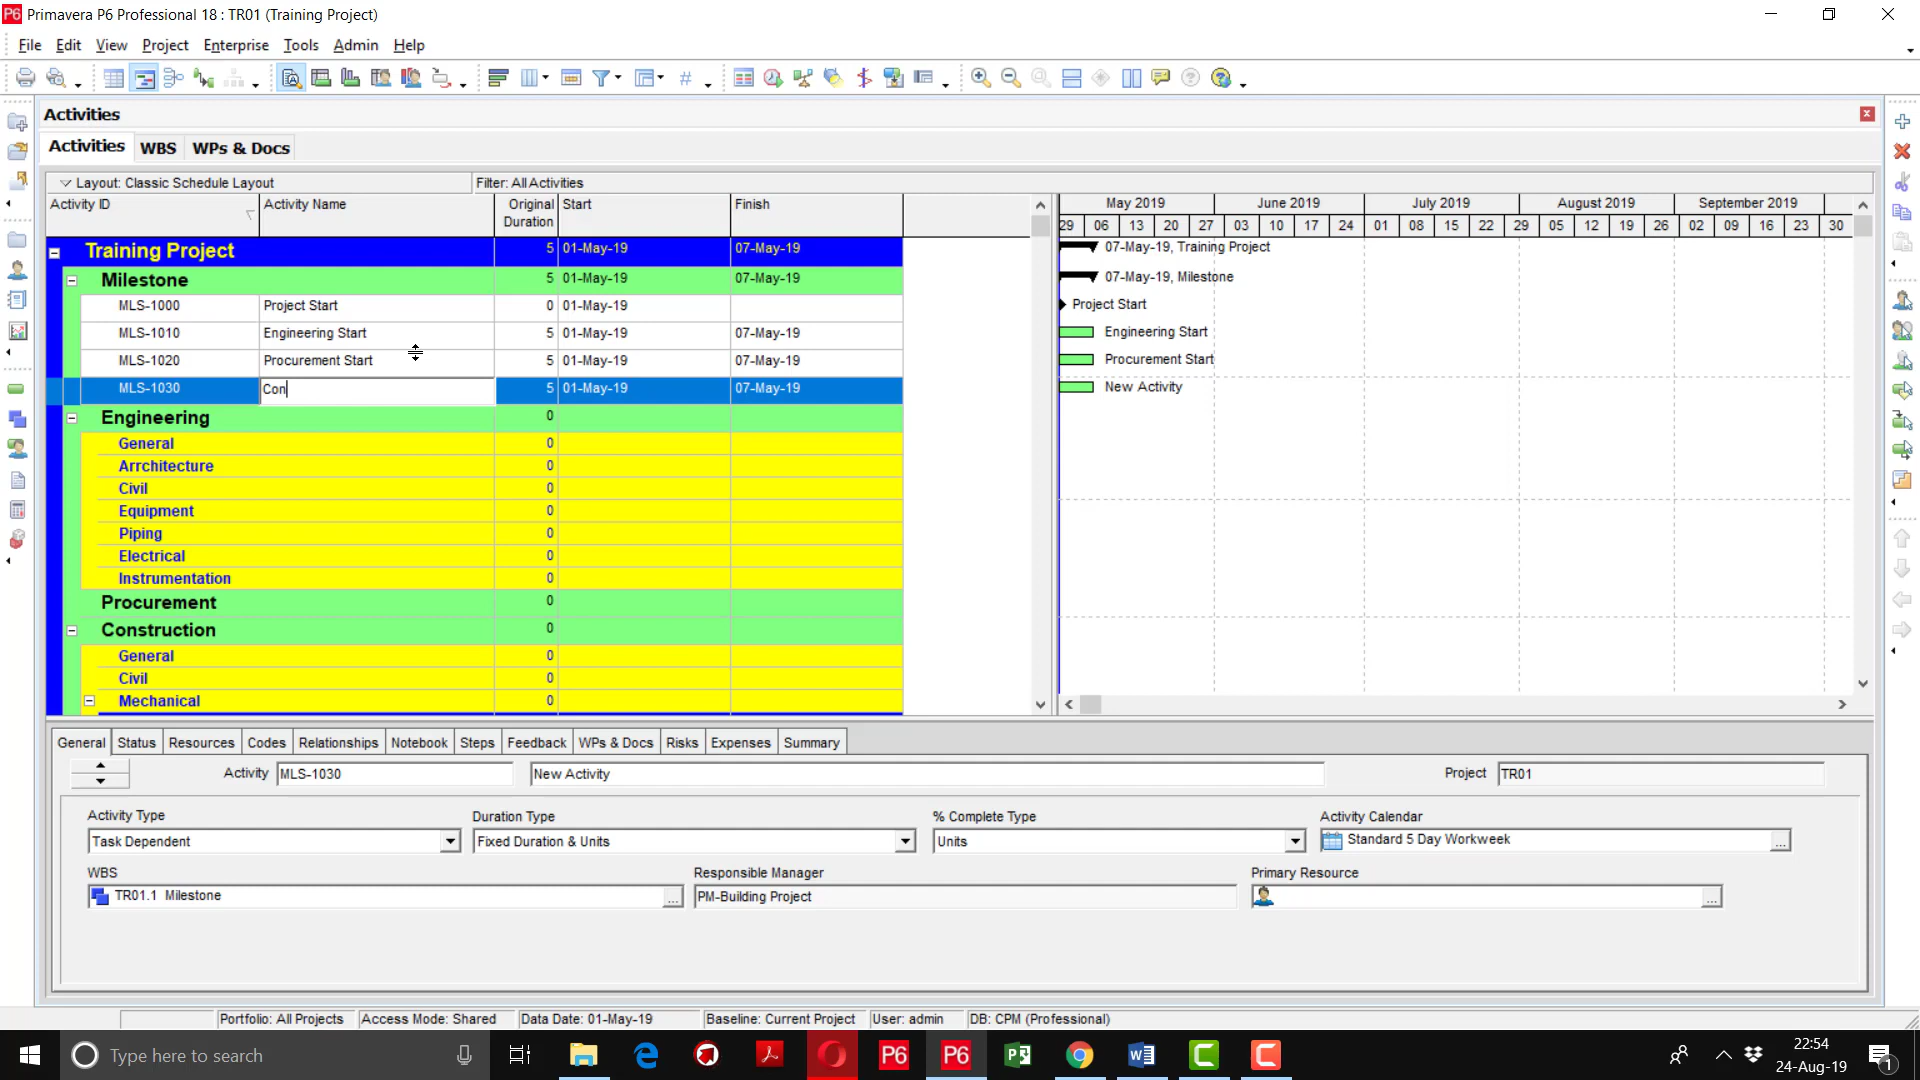 P6 Primavera P6 Professional 18 : TR01 (Training Project)
File Edit View Project Enterprise Tools Admin Help
Activities
Activities WBS WPs & Docs
Layout: Classic Schedule Layout Filter: All Activities
Activity ID Activity Name Original Duration Start Finish
May 2019 June 2019 July 2019 August 2019 September 2019
29 06 13 20 27 03 10 17 24 01 08 15 22 29 05 12 19 26 02 09 16 23 30
Training Project 5 01-May-19 07-May-19 07-May-19, Training Project
Milestone 5 01-May-19 07-May-19 07-May-19, Milestone
MLS-1000 Project Start 0 01-May-19 Project Start
MLS-1010 Engineering Start 5 01-May-19 07-May-19 Engineering Start
MLS-1020 Procurement Start 5 01-May-19 07-May-19 Procurement Start
MLS-1030 Con 5 01-May-19 07-May-19 New Activity
Engineering 0
General 0
Arrchitecture 0
Civil 0
Equipment 0
Piping 0
Electrical 0
Instrumentation 0
Procurement 0
Construction 0
General 0
Civil 0
Mechanical 0
General Status Resources Codes Relationships Notebook Steps Feedback WPs & Docs Risks Expenses Summary
Activity MLS-1030 New Activity Project TR01
Activity Type Duration Type % Complete Type Activity Calendar
Task Dependent Fixed Duration & Units Units Standard 5 Day Workweek ...
WBS Responsible Manager Primary Resource
TR01.1 Milestone ... PM-Building Project ...
Portfolio: All Projects Access Mode: Shared Data Date: 01-May-19 Baseline: Current Project User: admin DB: CPM (Professional)
Type here to search P6 P6 22:54
24-Aug-19 1